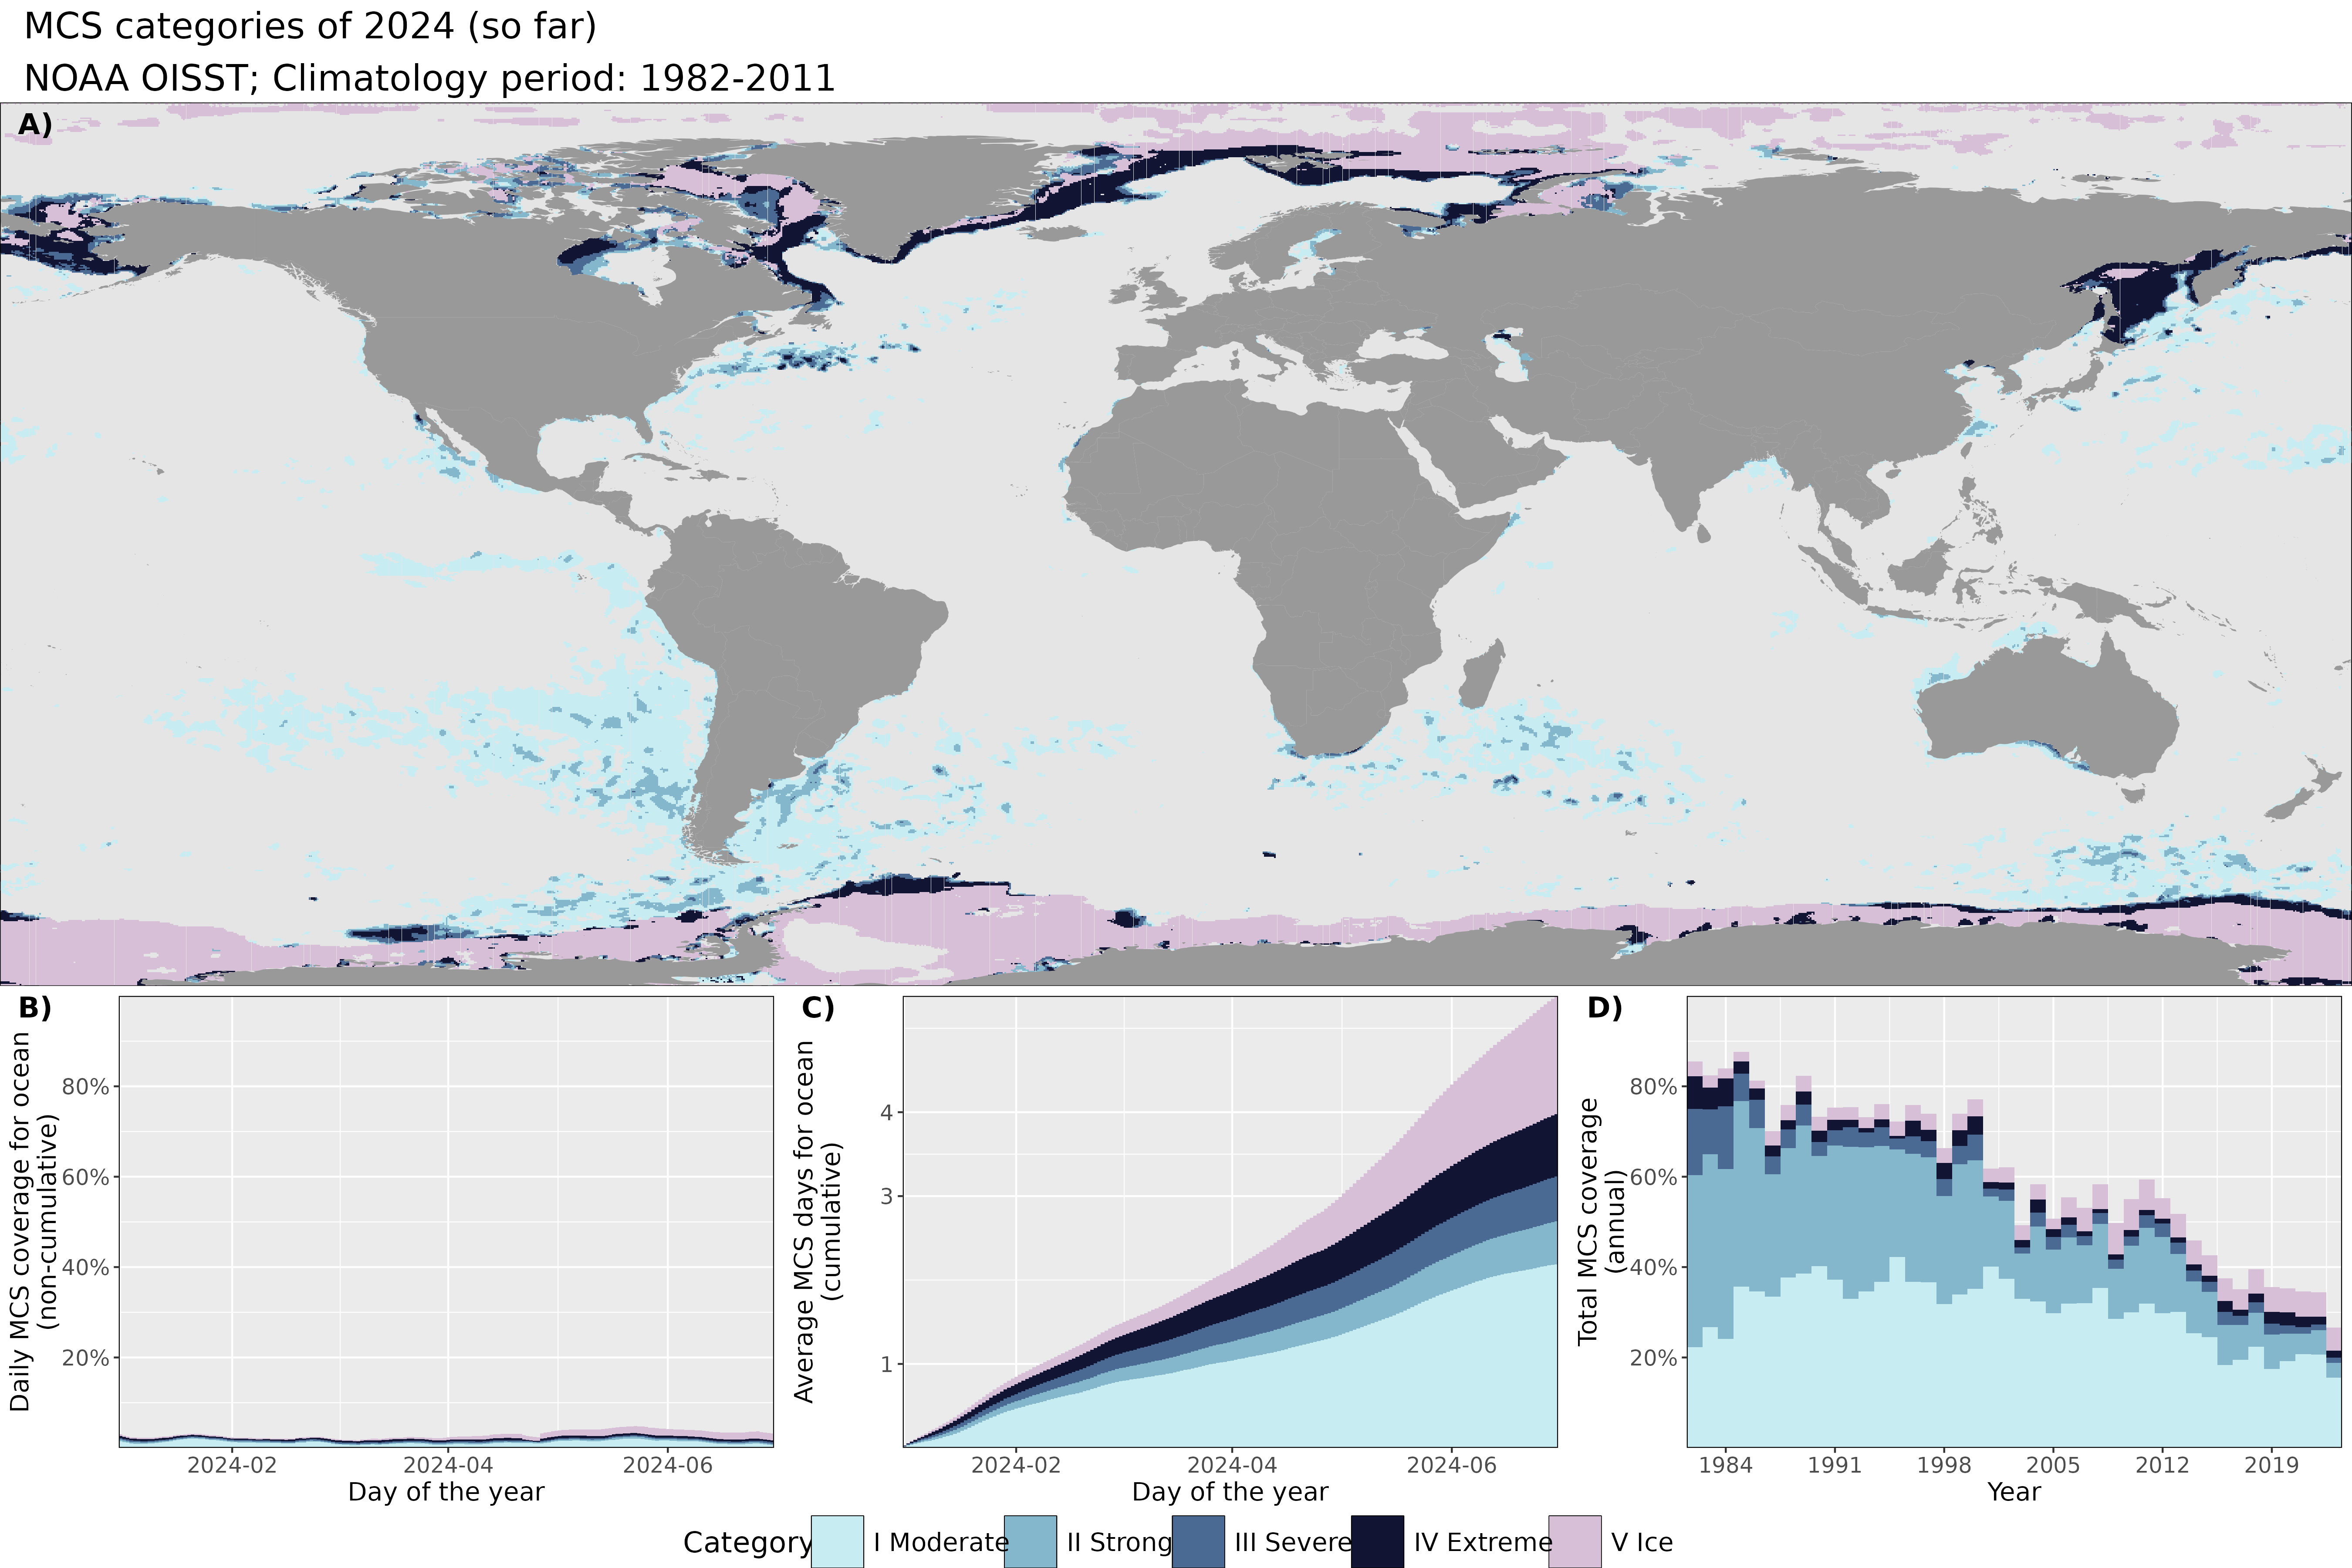 MCS categories of 2024 (so far)
NOAA OISST; Climatology period: 1982-2011
A)
B)
Daily MCS coverage for ocean
(non-cumulative)
80%
60%
40%
20%
2024-02
2024-04
2024-06
Day of the year
C)
Average MCS days for ocean
(cumulative)
4
3
1
2024-02
2024-04
2024-06
Day of the year
D)
Total MCS coverage
(annual)
80%
60%
40%
20%
1984
1991
1998
2005
2012
2019
Year
Category I Moderate II Strong III Severe IV Extreme V Ice